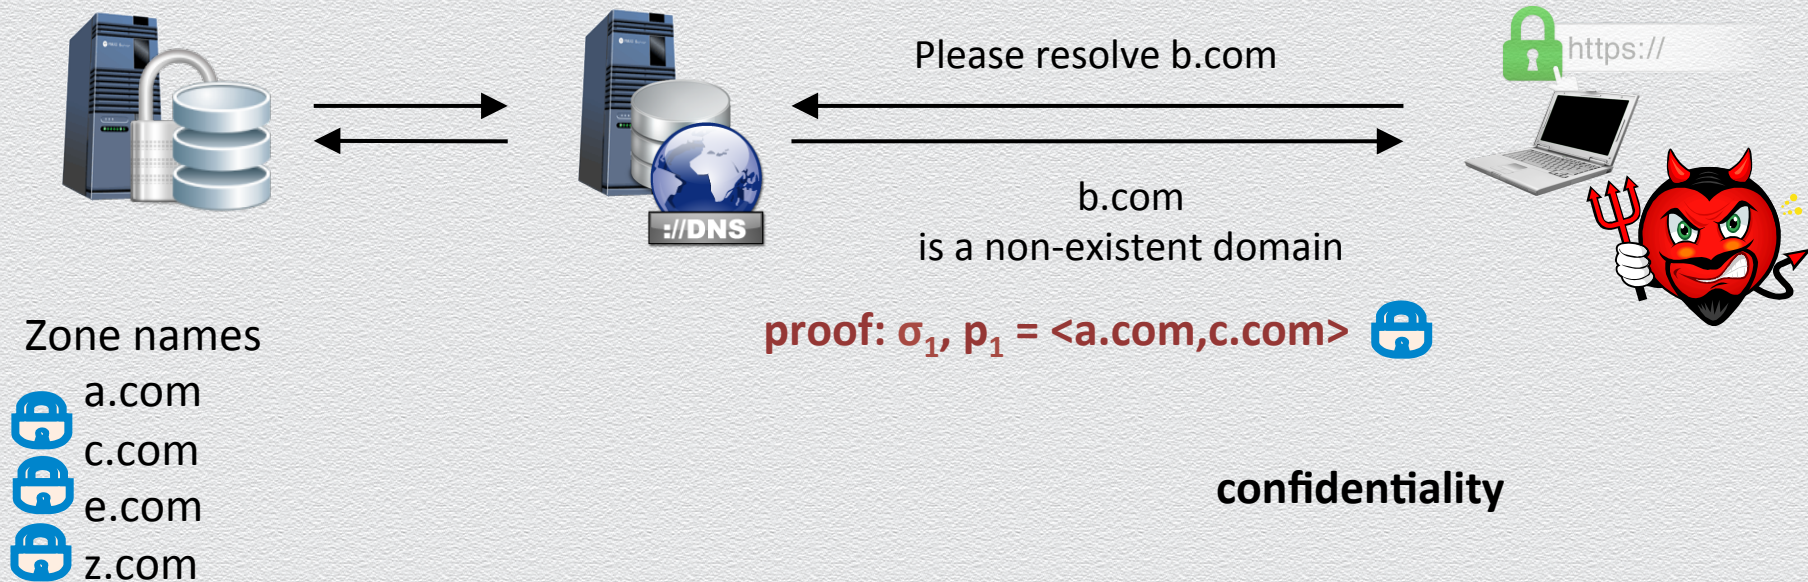 Please resolve b.com
https://
b.com
is a non-existent domain
://DNS
proof: σ₁, p₁ = <a.com,c.com>
Zone names
a.com
c.com
e.com
z.com
confidentiality